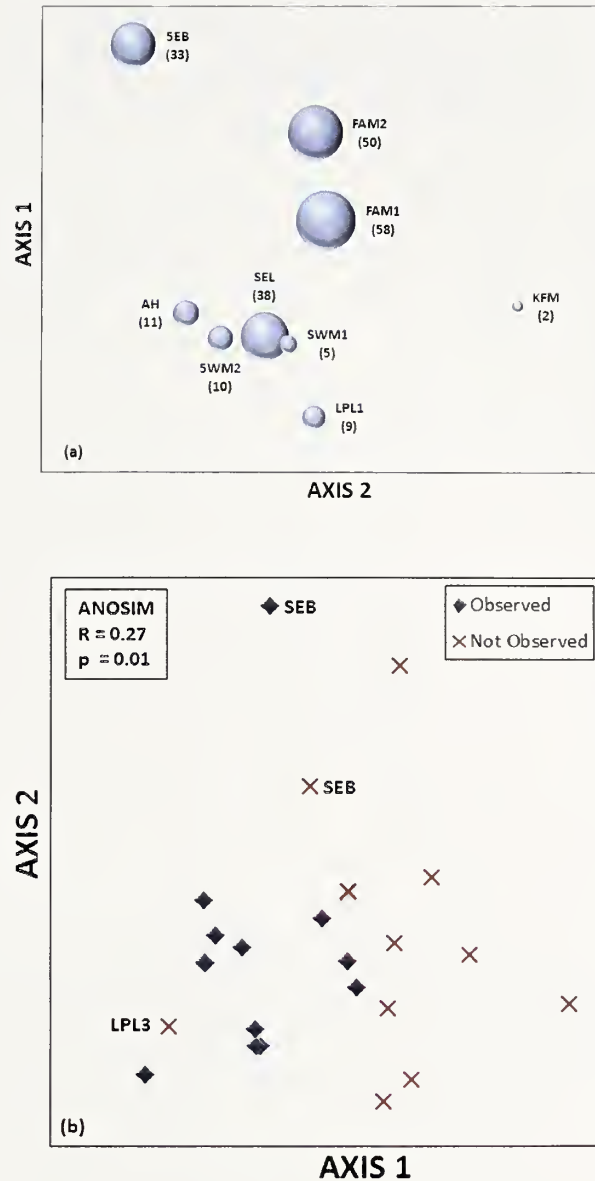 SEB
(33)
FAM2
(50)
FAM1
(58)
SEL
(38)
AH
(11)
KFM
(2)
SWM1
(5)
SWM2
(10)
LPL1
(9)
AXIS 1
(a)
AXIS 2
ANOSIM
R = 0.27
p = 0.01
SEB
Observed
Not Observed
SEB
AXIS 2
LPL3
(b)
AXIS 1